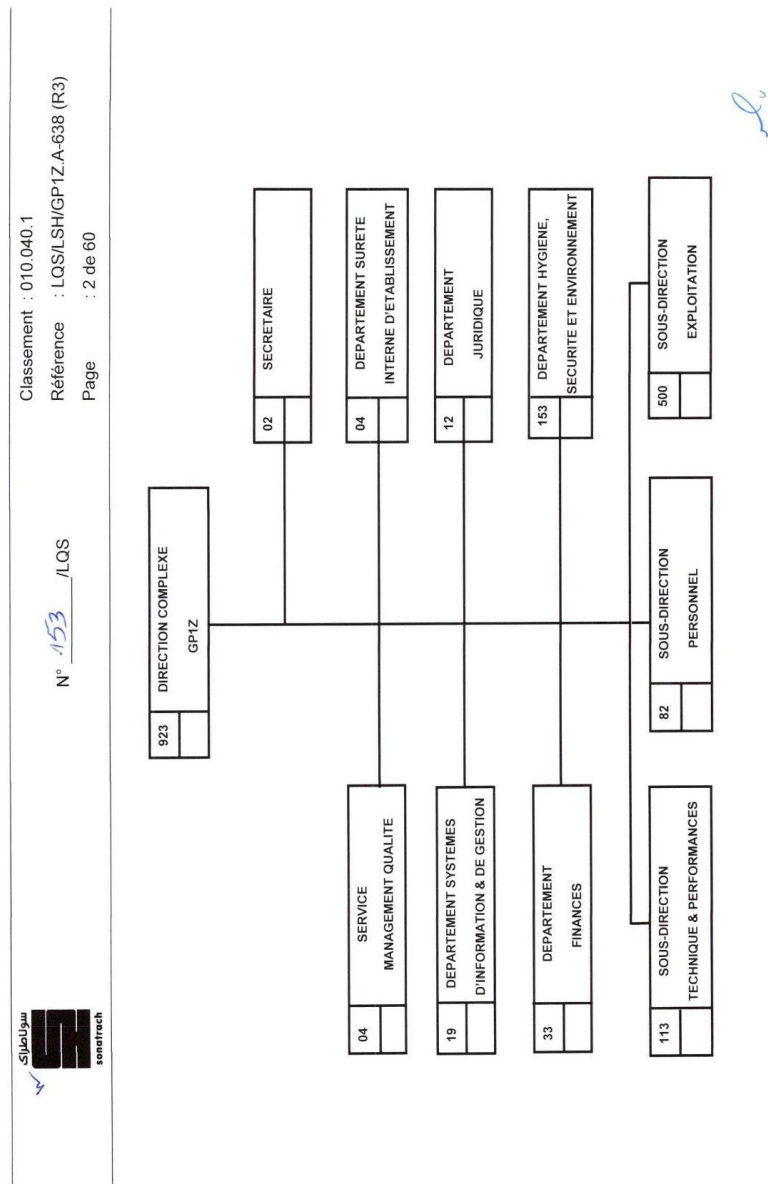 سوناطراك
sonatrach
N° 153 /LQS
Classement : 010.040.1
Référence : LQS/LSH/GP1Z.A-638 (R3)
Page : 2 de 60
923
DIRECTION COMPLEXE
GP1Z
02
SECRETAIRE
04
SERVICE
MANAGEMENT QUALITE
04
DEPARTEMENT SURETE
INTERNE D'ETABLISSEMENT
19
DEPARTEMENT SYSTEMES
D'INFORMATION & DE GESTION
12
DEPARTEMENT
JURIDIQUE
33
DEPARTEMENT
FINANCES
153
DEPARTEMENT HYGIENE,
SECURITE ET ENVIRONNEMENT
113
SOUS-DIRECTION
TECHNIQUE & PERFORMANCES
82
SOUS-DIRECTION
PERSONNEL
500
SOUS-DIRECTION
EXPLOITATION